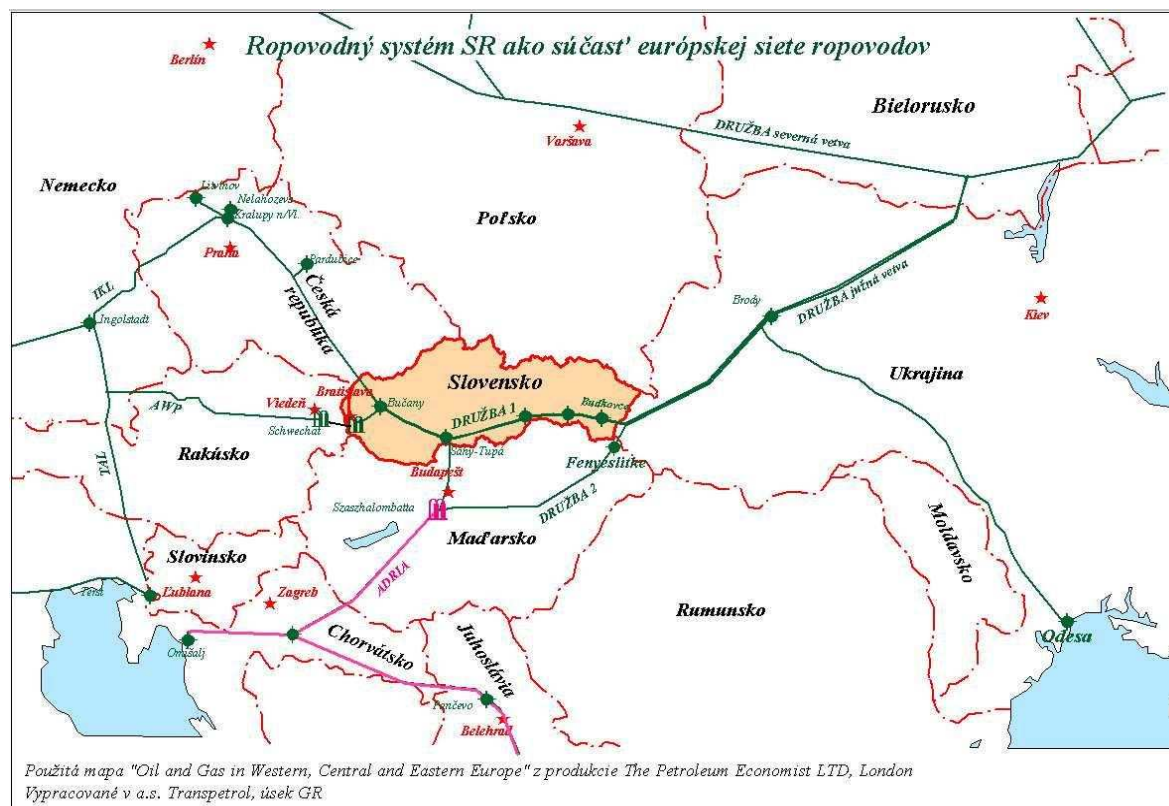 Ropovodný systém SR ako súčasť európskej siete ropovodov
Berlín
Bielorusko
Varšava
DRUŽBA severná vetva
Nemecko
Litvínov
Nelahozeves
Kralupy n/Vl.
Poľsko
Praha
Pardubice
Česká
republika
IKL
Ingolstadt
Brody
DRUŽBA južná vetva
Kiev
Ukrajina
Slovensko
Bratislava
Viedeň
Bučany
Budkovce
AWP
Schwechat
DRUŽBA 1
Rakúsko
Šahy-Tupá
Budapešť
Fenyeslitke
TAL
Szaszhalombatta
DRUŽBA 2
Maďarsko
Moldavsko
Slovinsko
Ľublana
Zagreb
ADRIA
Terst
Rumunsko
Odesa
Omišalj
Chorvátsko
Juhoslávia
Pančevo
Belehrad
Použitá mapa "Oil and Gas in Western, Central and Eastern Europe" z produkcie The Petroleum Economist LTD, London
Vypracované v a.s. Transpetrol, úsek GR